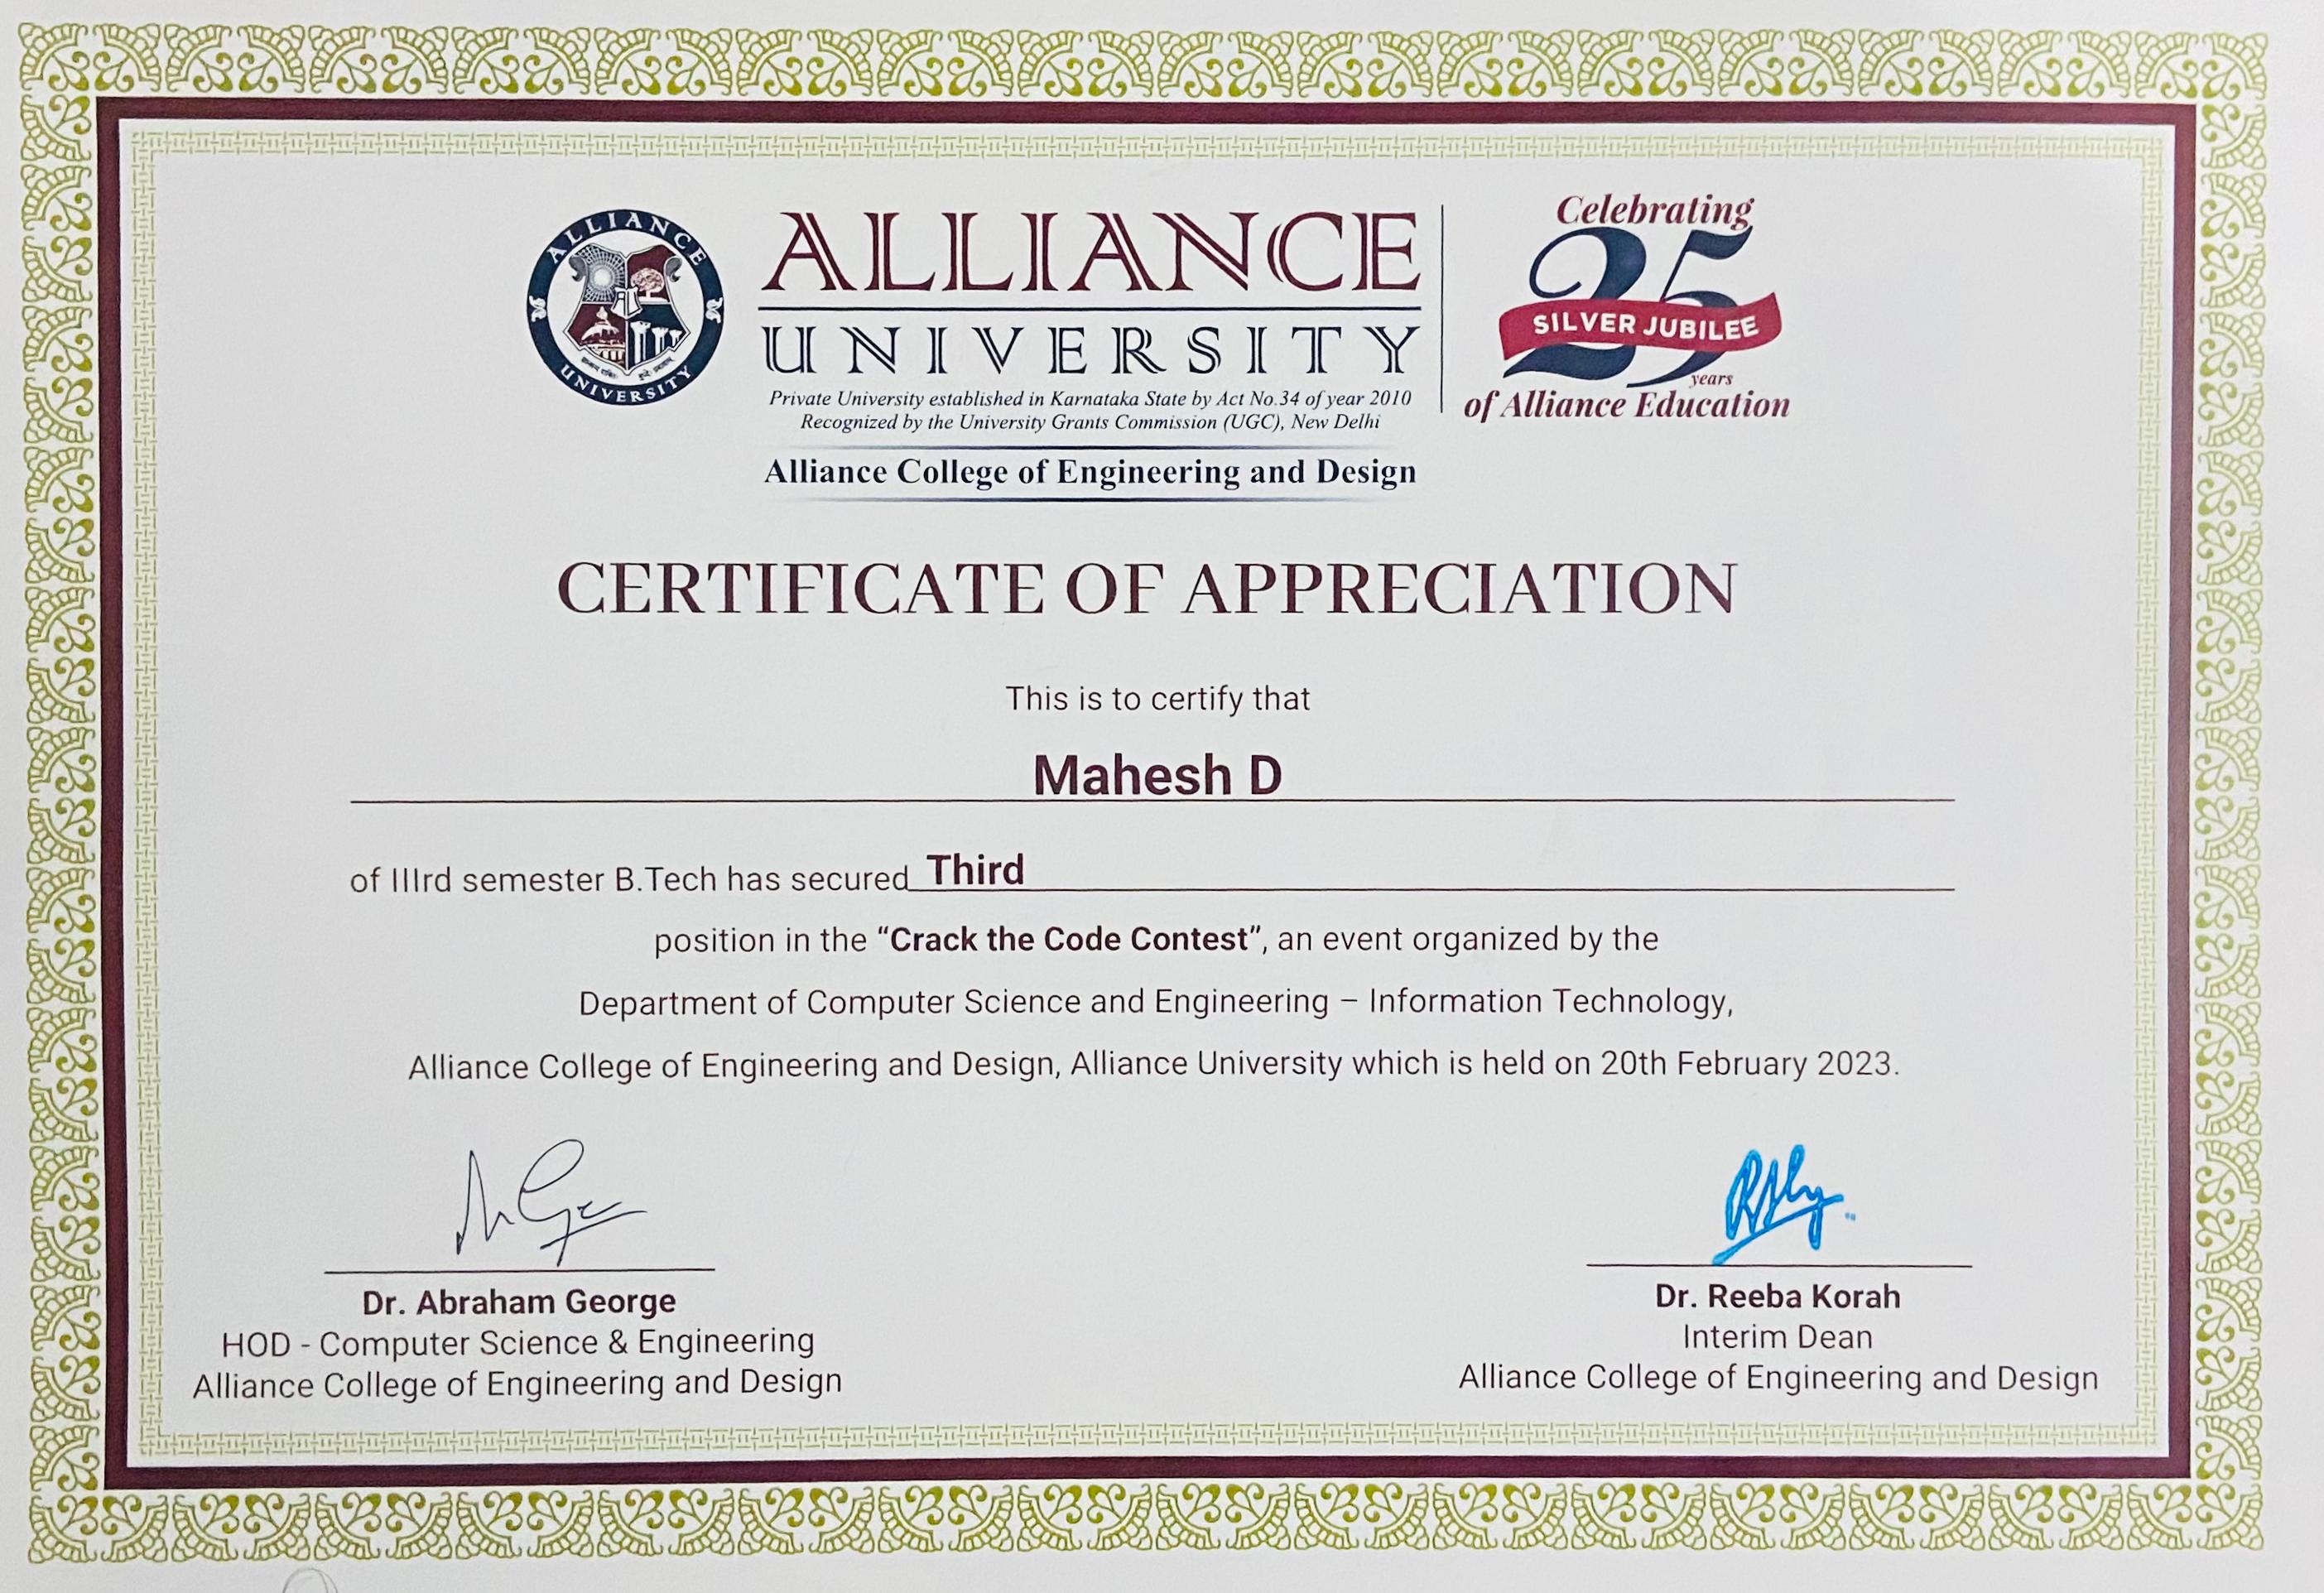 ALLIANCE
UNIVERSITY
ALLIANCE
UNIVERSITY
Private University established in Karnataka State by Act No.34 of year 2010
Recognized by the University Grants Commission (UGC), New Delhi
Alliance College of Engineering and Design
Celebrating
25
SILVER JUBILEE
years
of Alliance Education
CERTIFICATE OF APPRECIATION
This is to certify that
Mahesh D
of IIIrd semester B.Tech has secured Third
position in the “Crack the Code Contest”, an event organized by the
Department of Computer Science and Engineering – Information Technology,
Alliance College of Engineering and Design, Alliance University which is held on 20th February 2023.
Dr. Abraham George
HOD - Computer Science & Engineering
Alliance College of Engineering and Design
Dr. Reeba Korah
Interim Dean
Alliance College of Engineering and Design